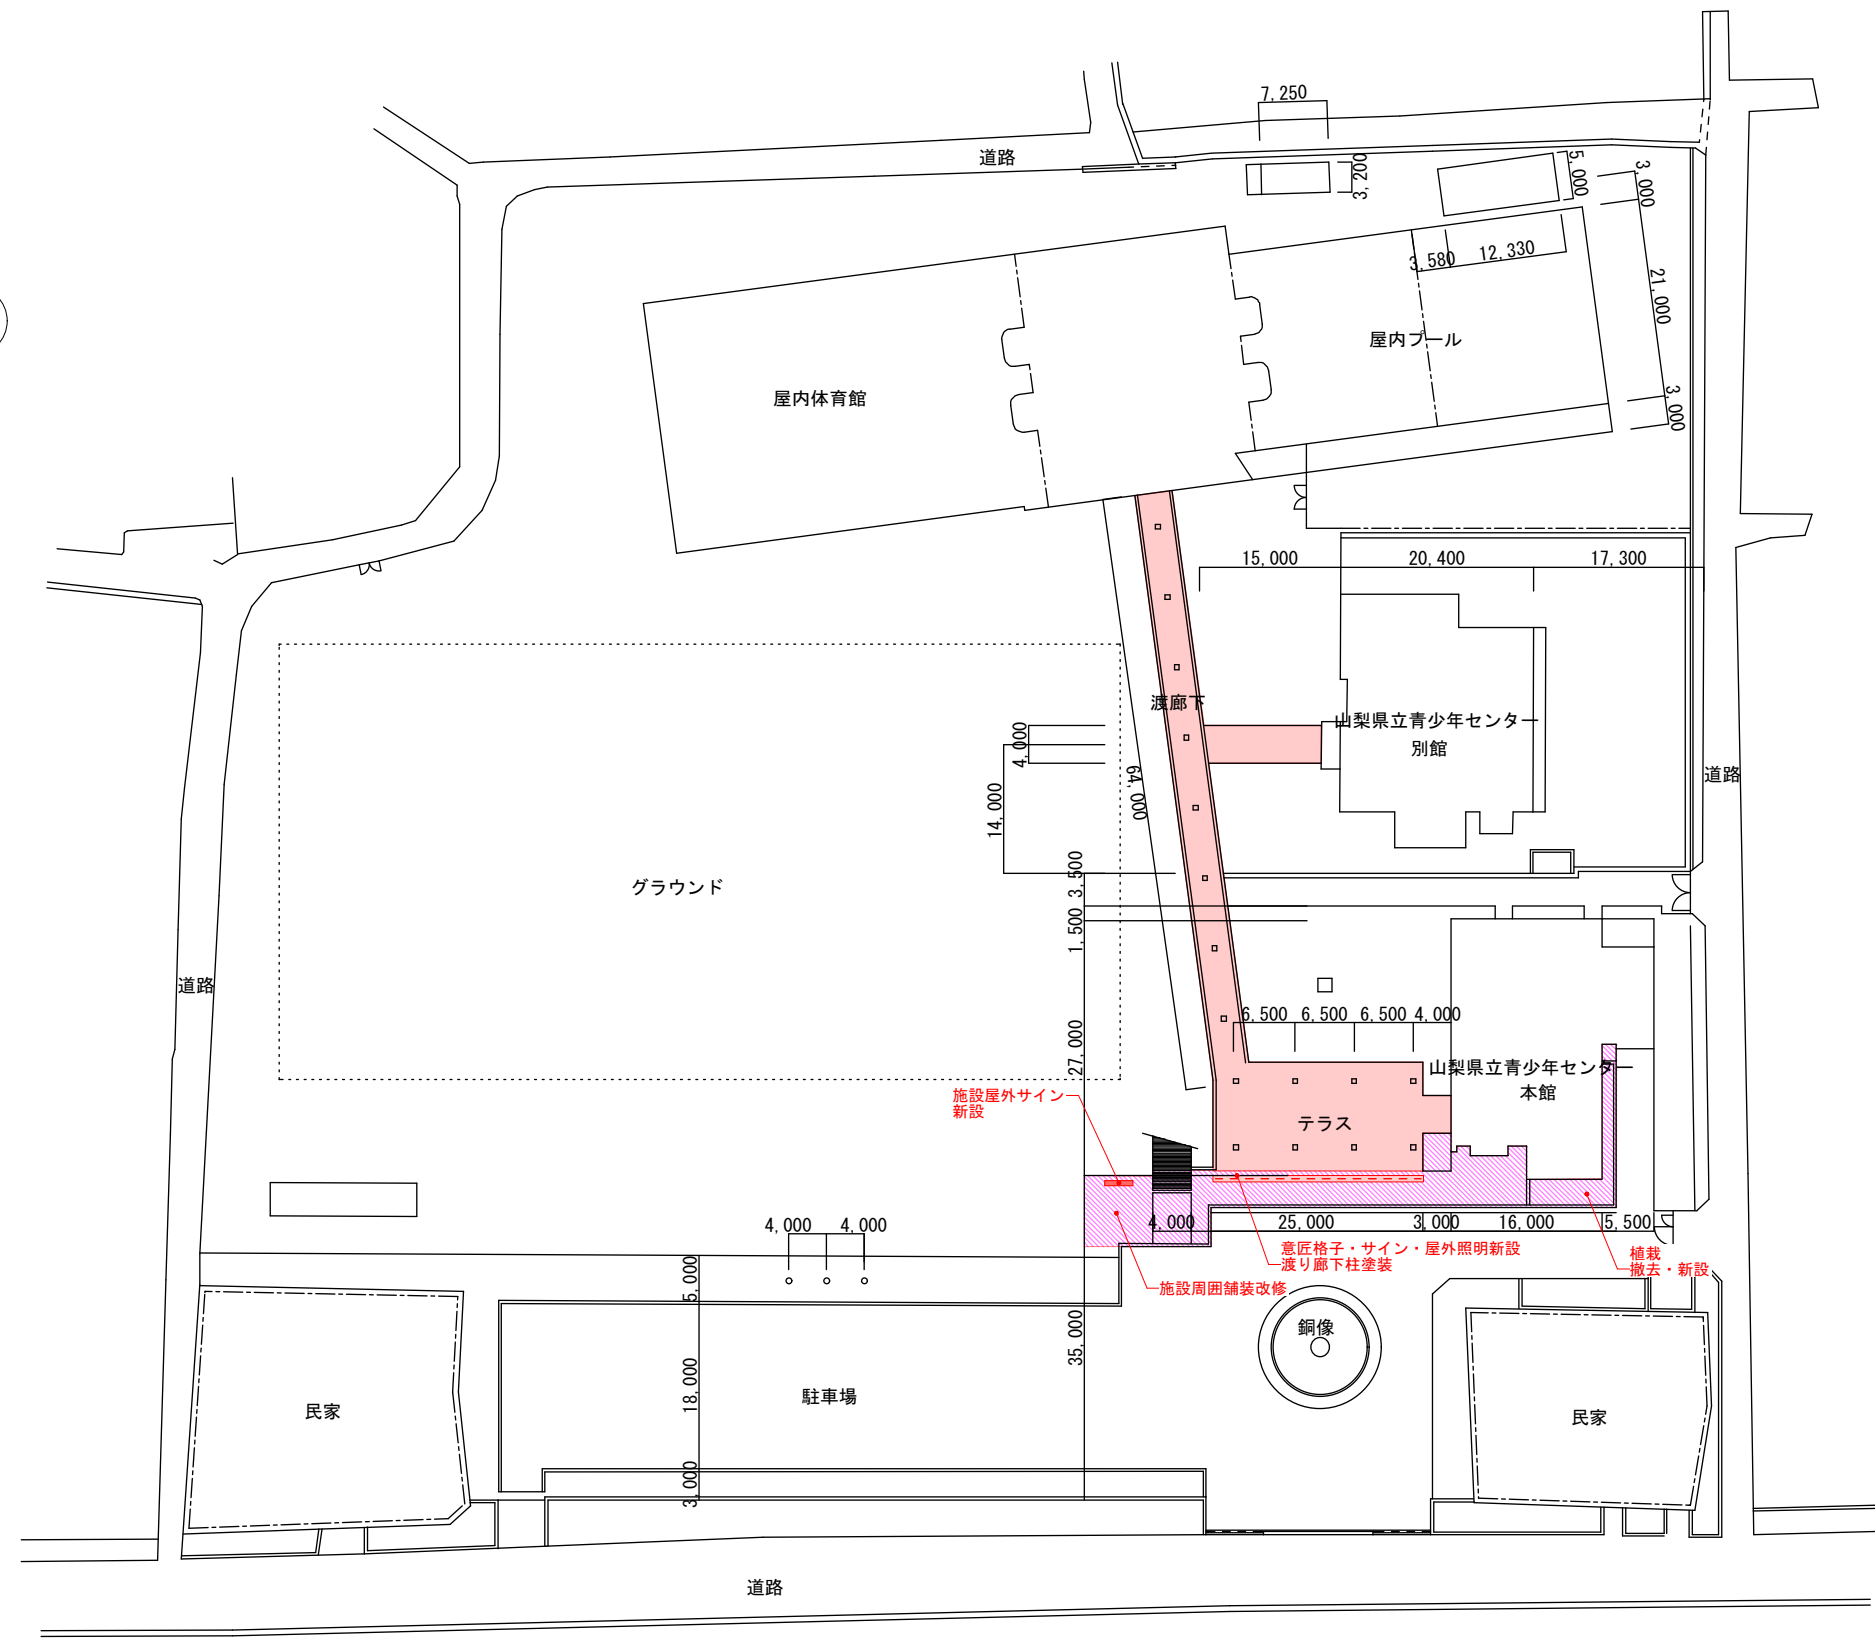 7,250
道路
3,200
5,000
3,000
3,580
12,330
21,000
屋内プール
屋内体育館
3,000
15,000
20,400
17,300
渡廊下
山梨県立青少年センター
別館
4,000
64,000
道路
14,000
3,500
グラウンド
1,500
道路
6,500
6,500
6,500
4,000
27,000
山梨県立青少年センター
本館
施設屋外サイン
新設
テラス
4,000
4,000
4,000
25,000
3,000
16,000
5,500
意匠格子・サイン・屋外照明新設
渡り廊下柱塗装
植栽
撤去・新設
施設周囲舗装改修
5,000
35,000
銅像
18,000
駐車場
民家
民家
3,000
道路